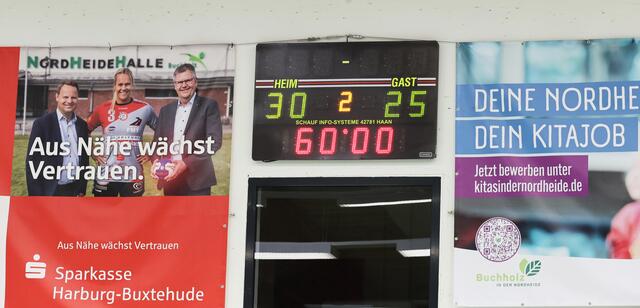 NORDHEIDEHALLE
Aus Nähe wächst
Vertrauen.
Aus Nähe wächst Vertrauen
Sparkasse
Harburg-Buxtehude
HEIM
GAST
30 2 25
SCHAUF INFO-SYSTEME 42781 HAAN
60:00
DEINE NORDHE
DEIN KITAJOB
Jetzt bewerben unter
kitasindernordheide.de
Buchholz
IN DER NORDHEIDE